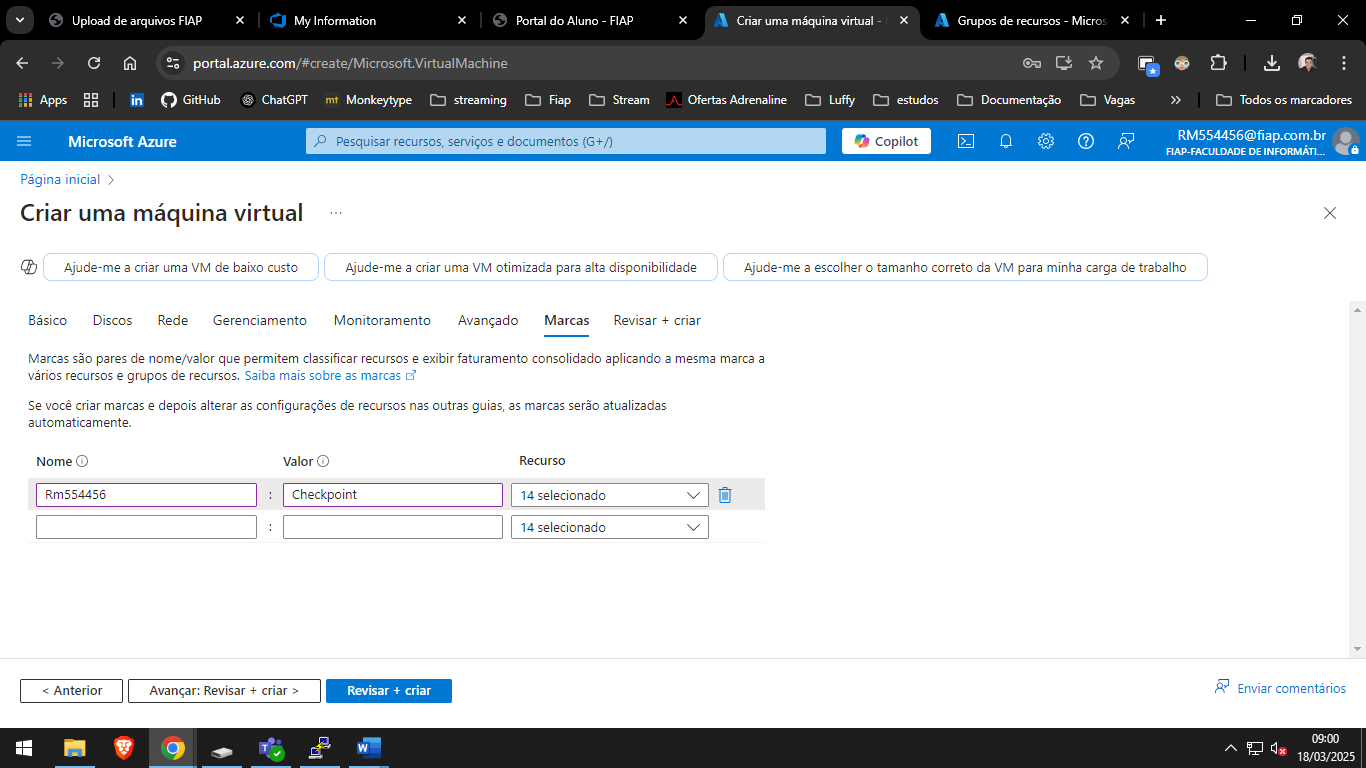 Upload de arquivos FIAP
My Information
Portal do Aluno - FIAP
Criar uma máquina virtual -
Grupos de recursos - Micros
portal.azure.com/#create/Microsoft.VirtualMachine
Apps
GitHub
ChatGPT
mt Monkeytype
streaming
Fiap
Stream
Ofertas Adrenaline
Luffy
estudos
Documentação
Vagas
»
Todos os marcadores
Microsoft Azure
Pesquisar recursos, serviços e documentos (G+/)
Copilot
RM554456@fiap.com.br
FIAP-FACULDADE DE INFORMÁTI...
Página inicial >
Criar uma máquina virtual ...
Ajude-me a criar uma VM de baixo custo
Ajude-me a criar uma VM otimizada para alta disponibilidade
Ajude-me a escolher o tamanho correto da VM para minha carga de trabalho
Básico Discos Rede Gerenciamento Monitoramento Avançado Marcas Revisar + criar
Marcas são pares de nome/valor que permitem classificar recursos e exibir faturamento consolidado aplicando a mesma marca a
vários recursos e grupos de recursos. Saiba mais sobre as marcas
Se você criar marcas e depois alterar as configurações de recursos nas outras guias, as marcas serão atualizadas
automaticamente.
Nome Valor Recurso
Rm554456 : Checkpoint 14 selecionado
: 14 selecionado
< Anterior
Avançar: Revisar + criar >
Revisar + criar
Enviar comentários
09:00
18/03/2025